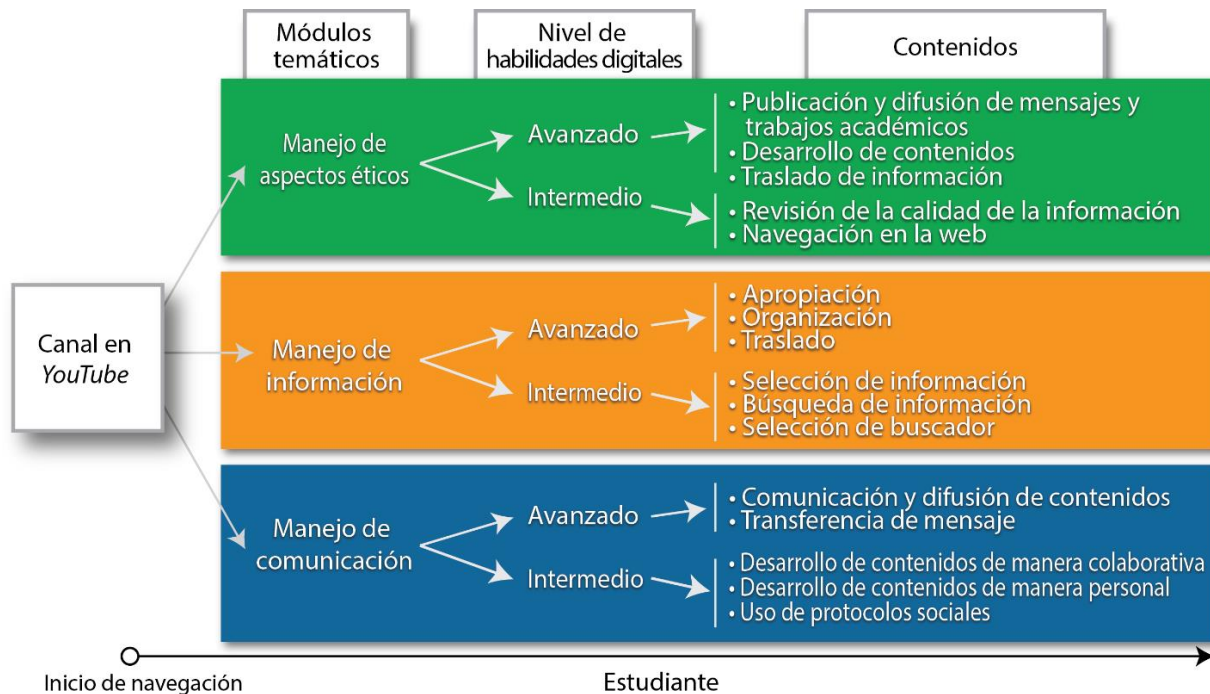 Módulos
temáticos
Nivel de
habilidades digitales
Contenidos
Canal en
YouTube
Manejo de
aspectos éticos
Avanzado
• Publicación y difusión de mensajes y
trabajos académicos
• Desarrollo de contenidos
• Traslado de información
Intermedio
• Revisión de la calidad de la información
• Navegación en la web
Manejo de
información
Avanzado
• Apropiación
• Organización
• Traslado
Intermedio
• Selección de información
• Búsqueda de información
• Selección de buscador
Manejo de
comunicación
Avanzado
• Comunicación y difusión de contenidos
• Transferencia de mensaje
Intermedio
• Desarrollo de contenidos de manera colaborativa
• Desarrollo de contenidos de manera personal
• Uso de protocolos sociales
Inicio de navegación
Estudiante